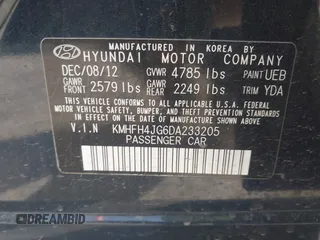 MANUFACTURED IN KOREA BY
HYUNDAI MOTOR COMPANY
DEC/08/12 GVWR 4785 lbs PAINT UEB
GAWR FRONT 2579 lbs GAWR REAR 2249 lbs TRIM YDA
THIS VEHICLE CONFORMS TO ALL APPLICABLE
U.S.A. FEDERAL MOTOR VEHICLE SAFETY, BUMPER,
AND THEFT PREVENTION STANDARDS IN EFFECT ON
THE DATE OF MANUFACTURE SHOWN ABOVE.
V.I.N KMHFH4JG6DA233205
PASSENGER CAR
© DREAMBID
DREAMBID.COM